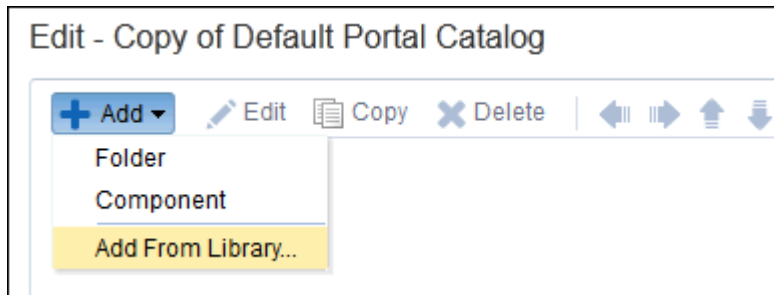 Edit - Copy of Default Portal Catalog
Add Edit Copy Delete
Folder
Component
Add From Library...